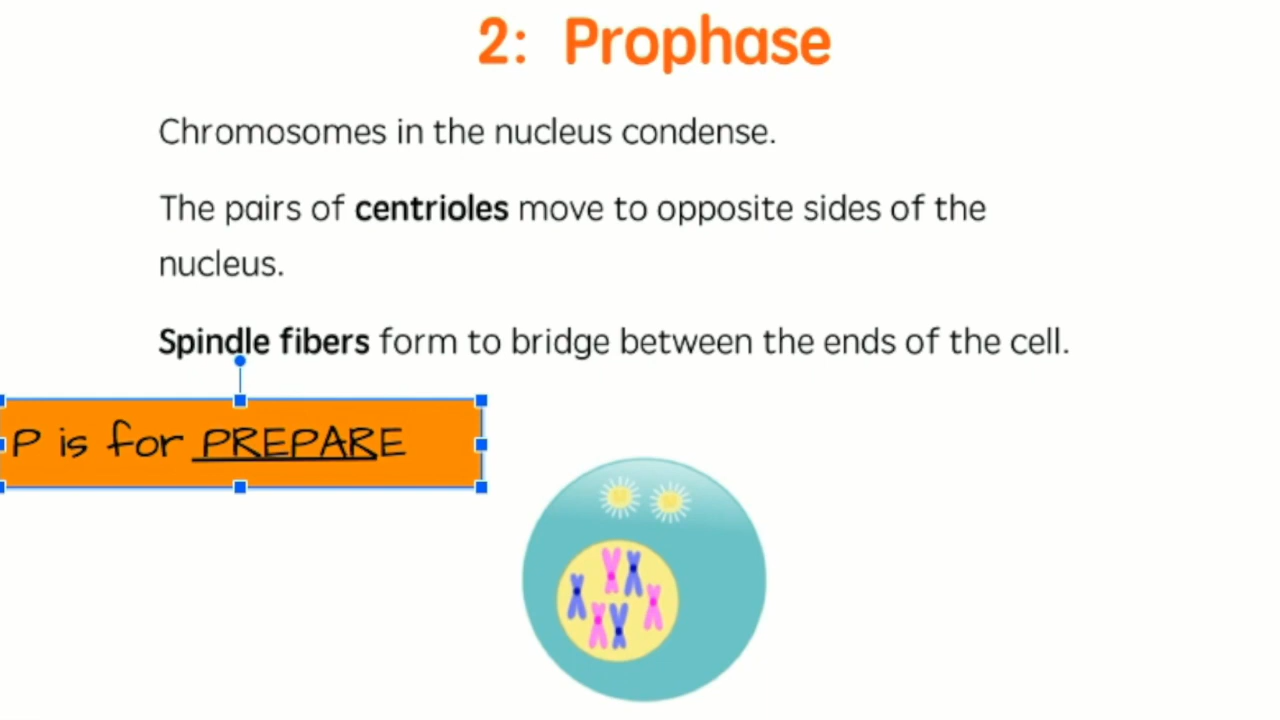 2: Prophase
Chromosomes in the nucleus condense.
The pairs of centrioles move to opposite sides of the
nucleus.
Spindle fibers form to bridge between the ends of the cell.
P is for PREPARE